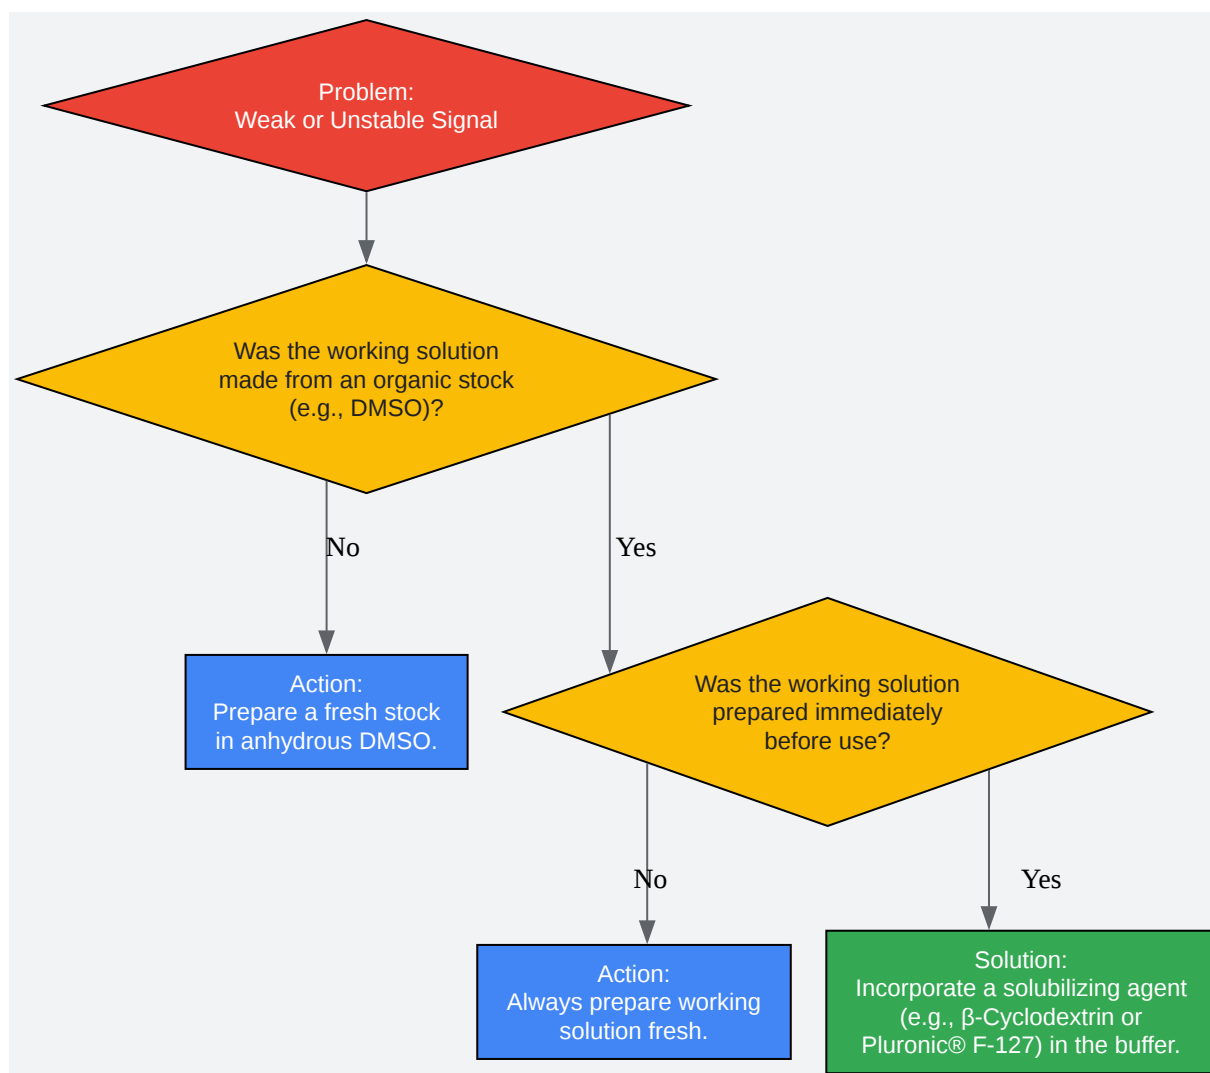 Problem:
Weak or Unstable Signal
Was the working solution
made from an organic stock
(e.g., DMSO)?
No
Yes
Action:
Prepare a fresh stock
in anhydrous DMSO.
Was the working solution
prepared immediately
before use?
No
Yes
Action:
Always prepare working
solution fresh.
Solution:
Incorporate a solubilizing agent
(e.g., β-Cyclodextrin or
Pluronic® F-127) in the buffer.